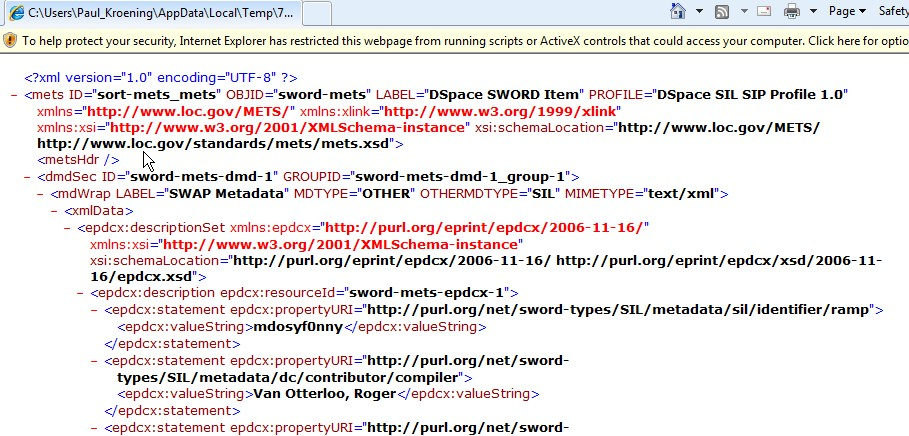 C:\Users\Paul_Kroening\AppData\Local\Temp\7...
Page Safety
To help protect your security, Internet Explorer has restricted this webpage from running scripts or ActiveX controls that could access your computer. Click here for optio
<?xml version="1.0" encoding="UTF-8" ?>
- <mets ID="sort-mets_mets" OBJID="sword-mets" LABEL="DSpace SWORD Item" PROFILE="DSpace SIL SIP Profile 1.0"
xmlns="http://www.loc.gov/METS/" xmlns:xlink="http://www.w3.org/1999/xlink"
xmlns:xsi="http://www.w3.org/2001/XMLSchema-instance" xsi:schemaLocation="http://www.loc.gov/METS/
http://www.loc.gov/standards/mets/mets.xsd">
<metsHdr />
- <dmdSec ID="sword-mets-dmd-1" GROUPID="sword-mets-dmd-1_group-1">
- <mdWrap LABEL="SWAP Metadata" MDTYPE="OTHER" OTHERMDTYPE="SIL" MIMETYPE="text/xml">
- <xmlData>
- <epdcx:descriptionSet xmlns:epdcx="http://purl.org/eprint/epdcx/2006-11-16/"
xmlns:xsi="http://www.w3.org/2001/XMLSchema-instance"
xsi:schemaLocation="http://purl.org/eprint/epdcx/2006-11-16/ http://purl.org/eprint/epdcx/xsd/2006-11-
16/epdcx.xsd">
- <epdcx:description epdcx:resourceId="sword-mets-epdcx-1">
- <epdcx:statement epdcx:propertyURI="http://purl.org/net/sword-types/SIL/metadata/sil/identifier/ramp">
<epdcx:valueString>mdosyf0nny</epdcx:valueString>
</epdcx:statement>
- <epdcx:statement epdcx:propertyURI="http://purl.org/net/sword-
types/SIL/metadata/dc/contributor/compiler">
<epdcx:valueString>Van Otterloo, Roger</epdcx:valueString>
</epdcx:statement>
- <epdcx:statement epdcx:propertyURI="http://purl.org/net/sword-